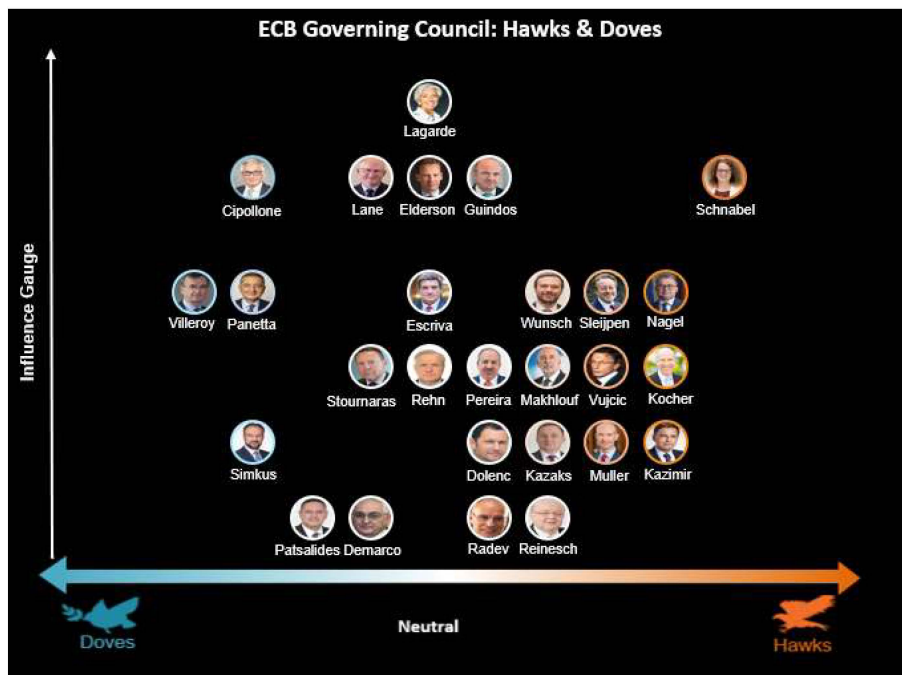 ECB Governing Council: Hawks & Doves
Lagarde
Cipollone Lane Elderson Guindos Schnabel
Villeroy Panetta Escriva Wunsch Sleijpen Nagel
Stournaras Rehn Pereira Makhlouf Vujcic Kocher
Simkus Dolenc Kazaks Muller Kazimir
Patsalides Demarco Radev Reinesch
Influence Gauge
Neutral
Doves Hawks